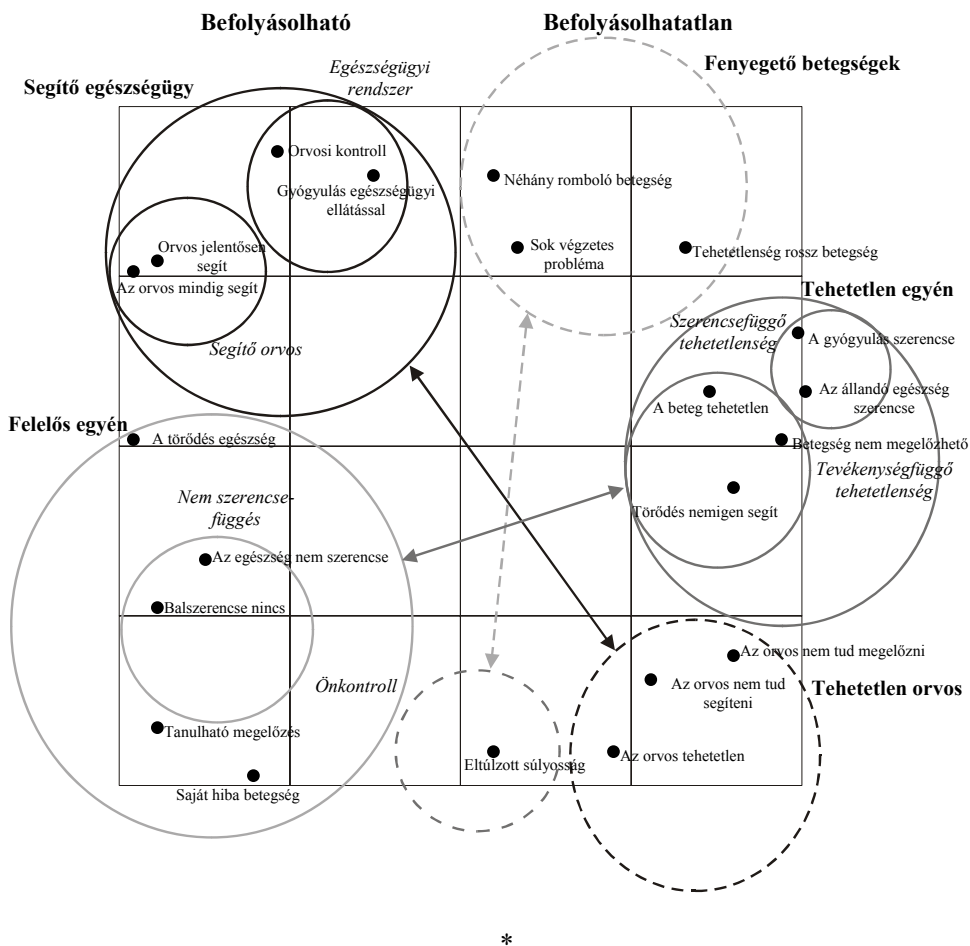 Befolyásolható
Befolyásolhatatlan
Fenyegető betegségek
Egészségügyi
rendszer
Segítő egészségügy
Orvosi kontroll
Gyógyulás egészségügyi
ellátással
Néhány romboló betegség
Orvos jelentősen
segít
Az orvos mindig segít
Sok végzetes
probléma
Tehetetlenség rossz betegség
Tehetetlen egyén
Segítő orvos
Szerencsefüggő
tehetetlenség
A gyógyulás szerencse
A beteg tehetetlen
Az állandó egészség
szerencse
Felelős egyén
A törődés egészség
Betegség nem megelőzhető
Tevékenységfüggő
tehetetlenség
Nem szerencse-
függés
Törődés nemigen segít
Az egészség nem szerencse
Balszerencse nincs
Az orvos nem tud megelőzni
Önkontroll
Az orvos nem tud
segíteni
Tehetetlen orvos
Tanulható megelőzés
Eltúlzott súlyosság
Az orvos tehetetlen
Saját hiba betegség
*